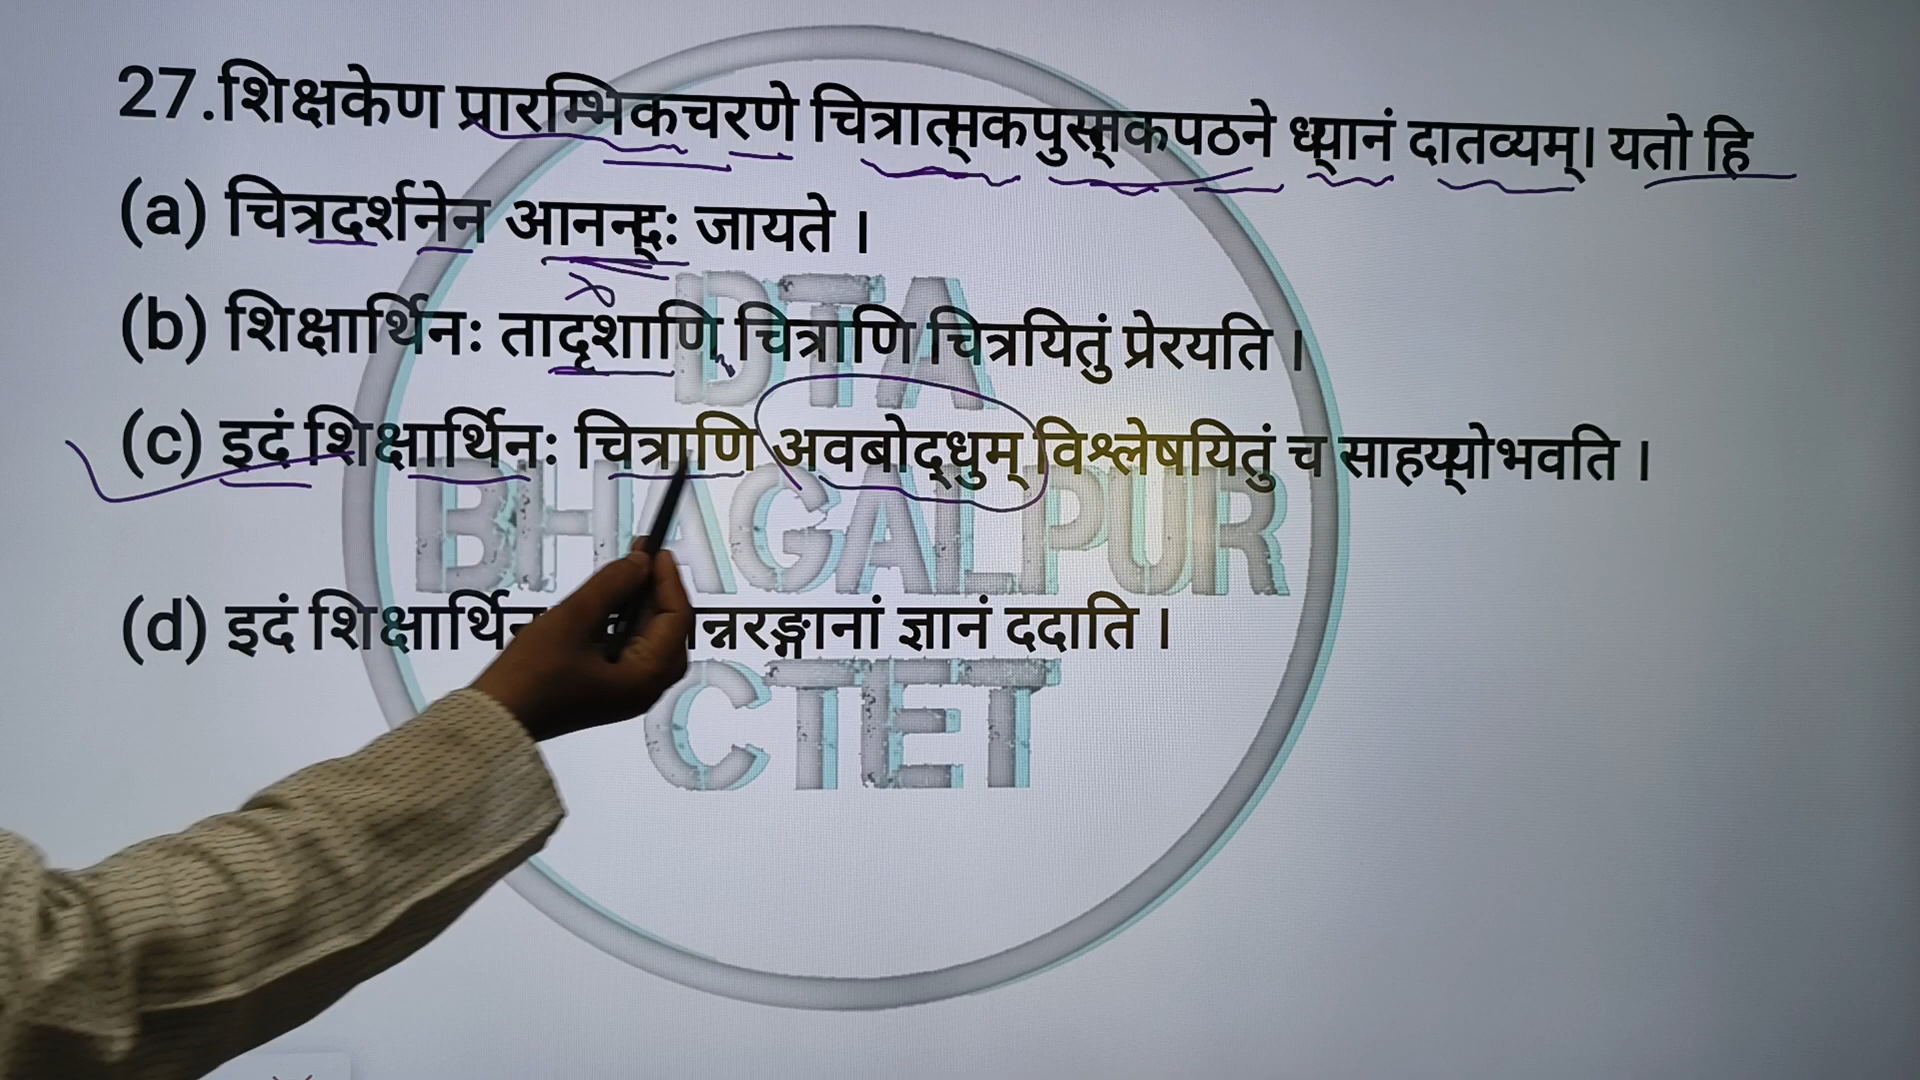 27.शिक्षकेण प्रारम्भिकचरणे चित्रात्मकपुस्तकपठने ध्यानं दातव्यम्। यतो हि
(a) चित्रदर्शनेन आनन्दः जायते ।
(b) शिक्षार्थिनः तादृशाणि चित्राणि चित्रयितुं प्रेरयति ।
(c) इदं शिक्षार्थिनः चित्राणि अवबोद्धुम् विश्लेषयितुं च साहय्योभवति ।
(d) इदं ज्ञानं ददाति ।
DTA
BHAGALPUR
CTET